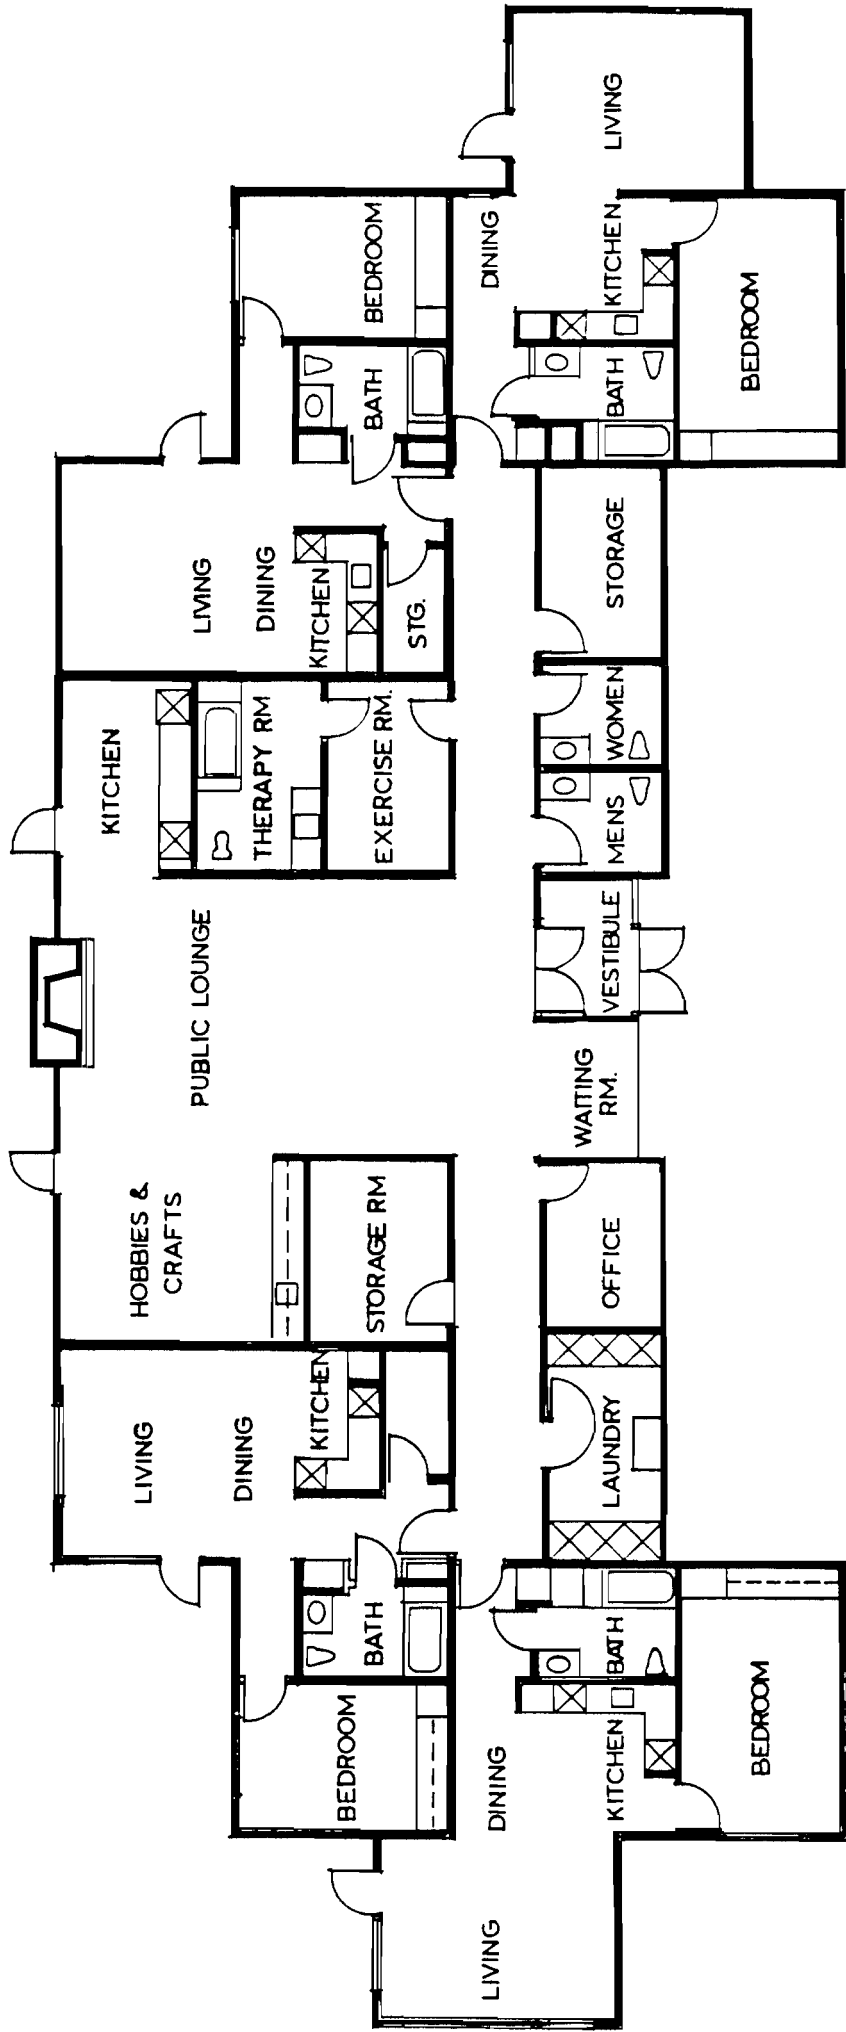 KITCHEN
LIVING
HOBBIES &
CRAFTS
PUBLIC LOUNGE
LIVING
DINING
THERAPY RM
DINING
KITCHEN
KITCHEN
BEDROOM
BATH
STORAGE RM
EXERCISE RM.
BATH
BEDROOM
STG.
LIVING
DINING
DINING
KITCHEN
BATH
LAUNDRY
OFFICE
WAITING
RM.
VESTIBULE
MENS
WOMEN
STORAGE
BATH
KITCHEN
LIVING
BEDROOM
BEDROOM